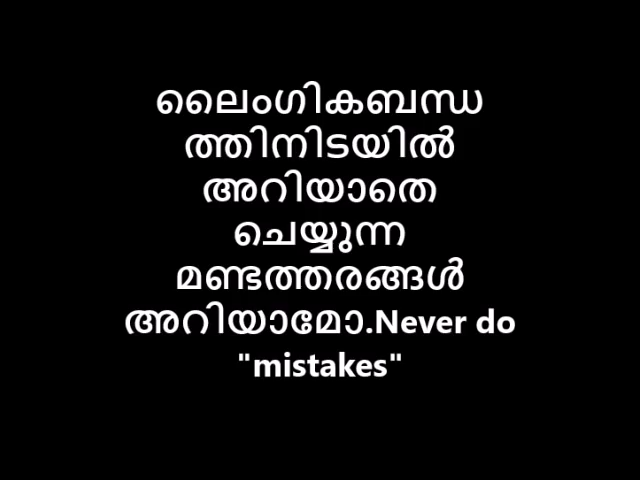 ലൈംഗികബന്ധ
ത്തിനിടയിൽ
അറിയാതെ
ചെയ്യുന്ന
മണ്ടത്തരങ്ങൾ
അറിയാമോ.Never do
"mistakes"